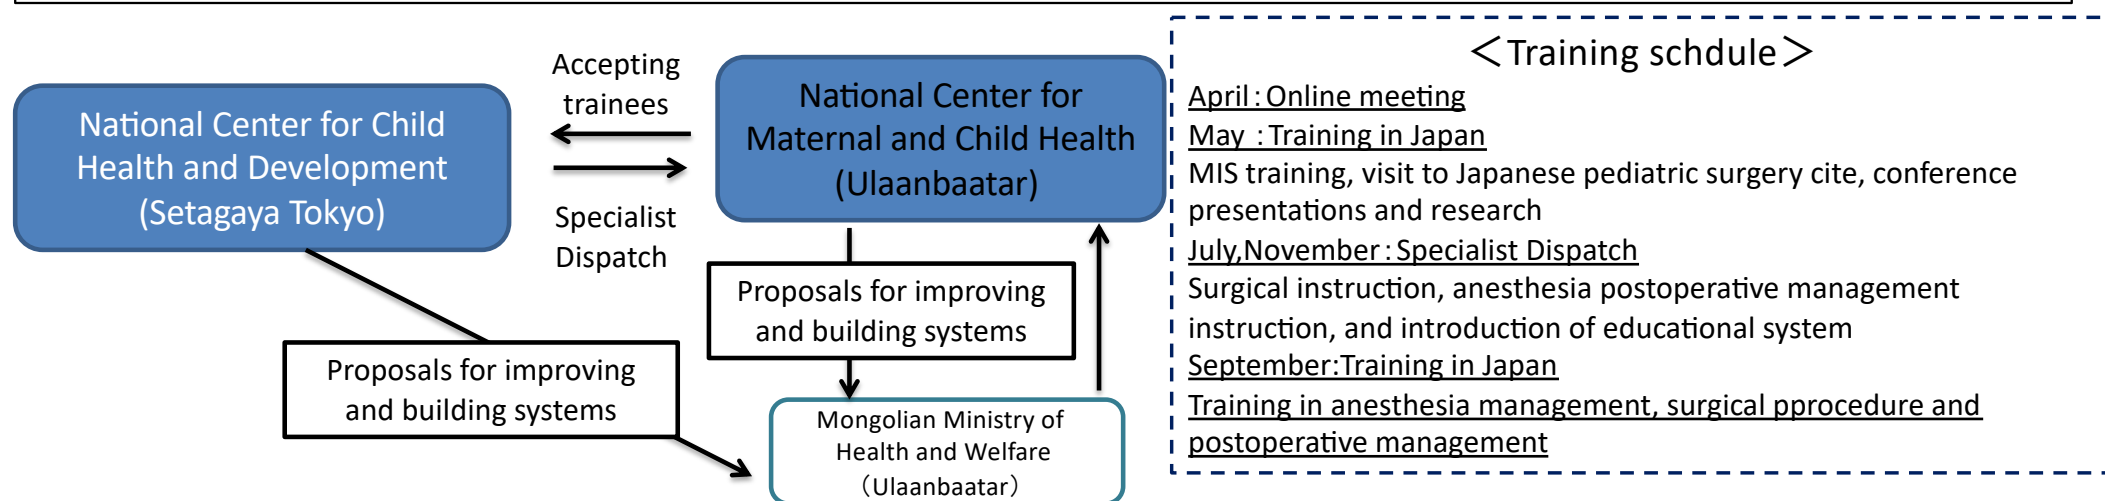 National Center for Child
Health and Development
(Setagaya Tokyo)
Accepting
trainees
Specialist
Dispatch
National Center for
Maternal and Child Health
(Ulaanbaatar)
Proposals for improving
and building systems
Proposals for improving
and building systems
Mongolian Ministry of
Health and Welfare
（Ulaanbaatar）
＜Training schdule＞
April：Online meeting
May ：Training in Japan
MIS training, visit to Japanese pediatric surgery cite, conference
presentations and research
July,November：Specialist Dispatch
Surgical instruction, anesthesia postoperative management
instruction, and introduction of educational system
September:Training in Japan
Training in anesthesia management, surgical pprocedure and
postoperative management